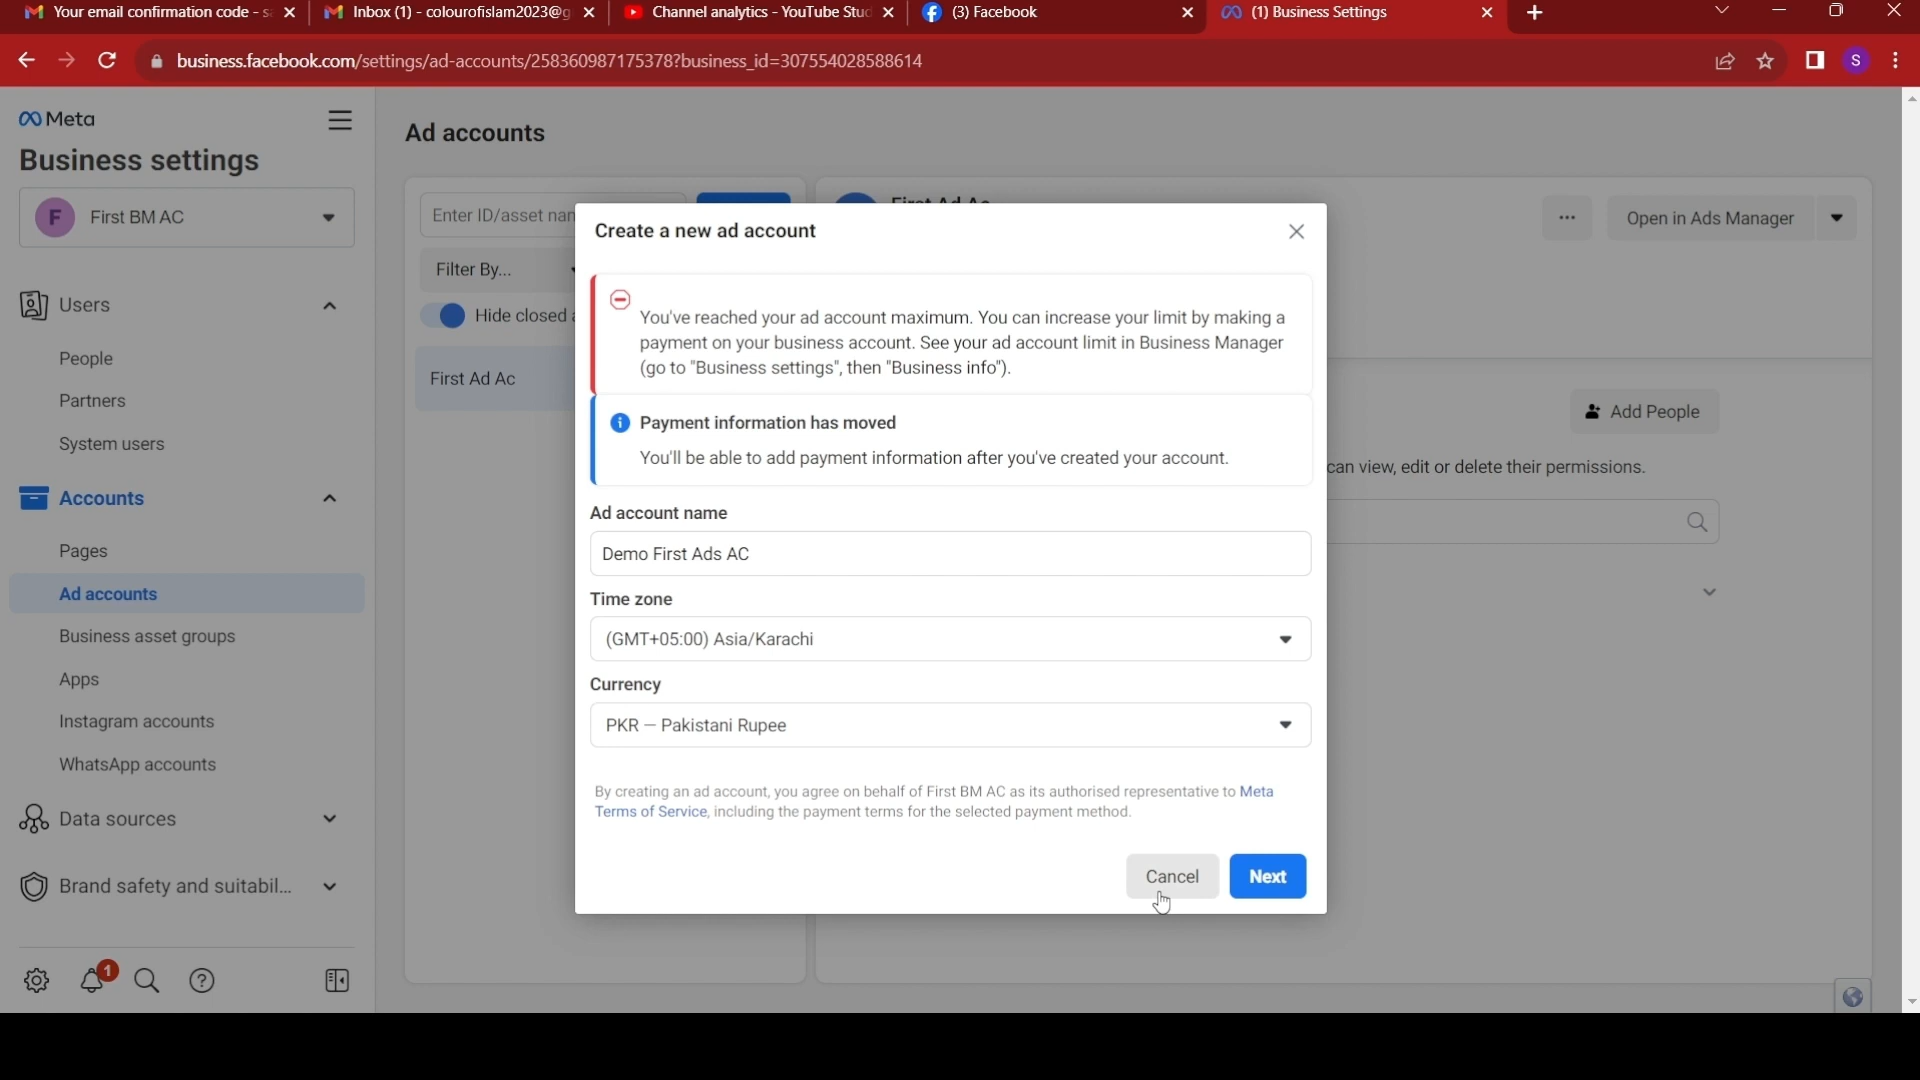 Your email confirmation code - s
Inbox (1) - colourofislam2023@g
Channel analytics - YouTube Stud
(3) Facebook
(1) Business Settings
business.facebook.com/settings/ad-accounts/258360987175378?business_id=307554028588614
S
Meta
Business settings
F First BM AC
Users
People
Partners
System users
Accounts
Pages
Ad accounts
Business asset groups
Apps
Instagram accounts
WhatsApp accounts
Data sources
Brand safety and suitabil...
1
Ad accounts
Enter ID/asset nam
Filter By...
Hide closed a
First Ad Ac
First Ad Ac
Open in Ads Manager
Add People
can view, edit or delete their permissions.
Create a new ad account
You've reached your ad account maximum. You can increase your limit by making a
payment on your business account. See your ad account limit in Business Manager
(go to "Business settings", then "Business info").
Payment information has moved
You'll be able to add payment information after you've created your account.
Ad account name
Demo First Ads AC
Time zone
(GMT+05:00) Asia/Karachi
Currency
PKR — Pakistani Rupee
By creating an ad account, you agree on behalf of First BM AC as its authorised representative to Meta
Terms of Service, including the payment terms for the selected payment method.
Cancel
Next